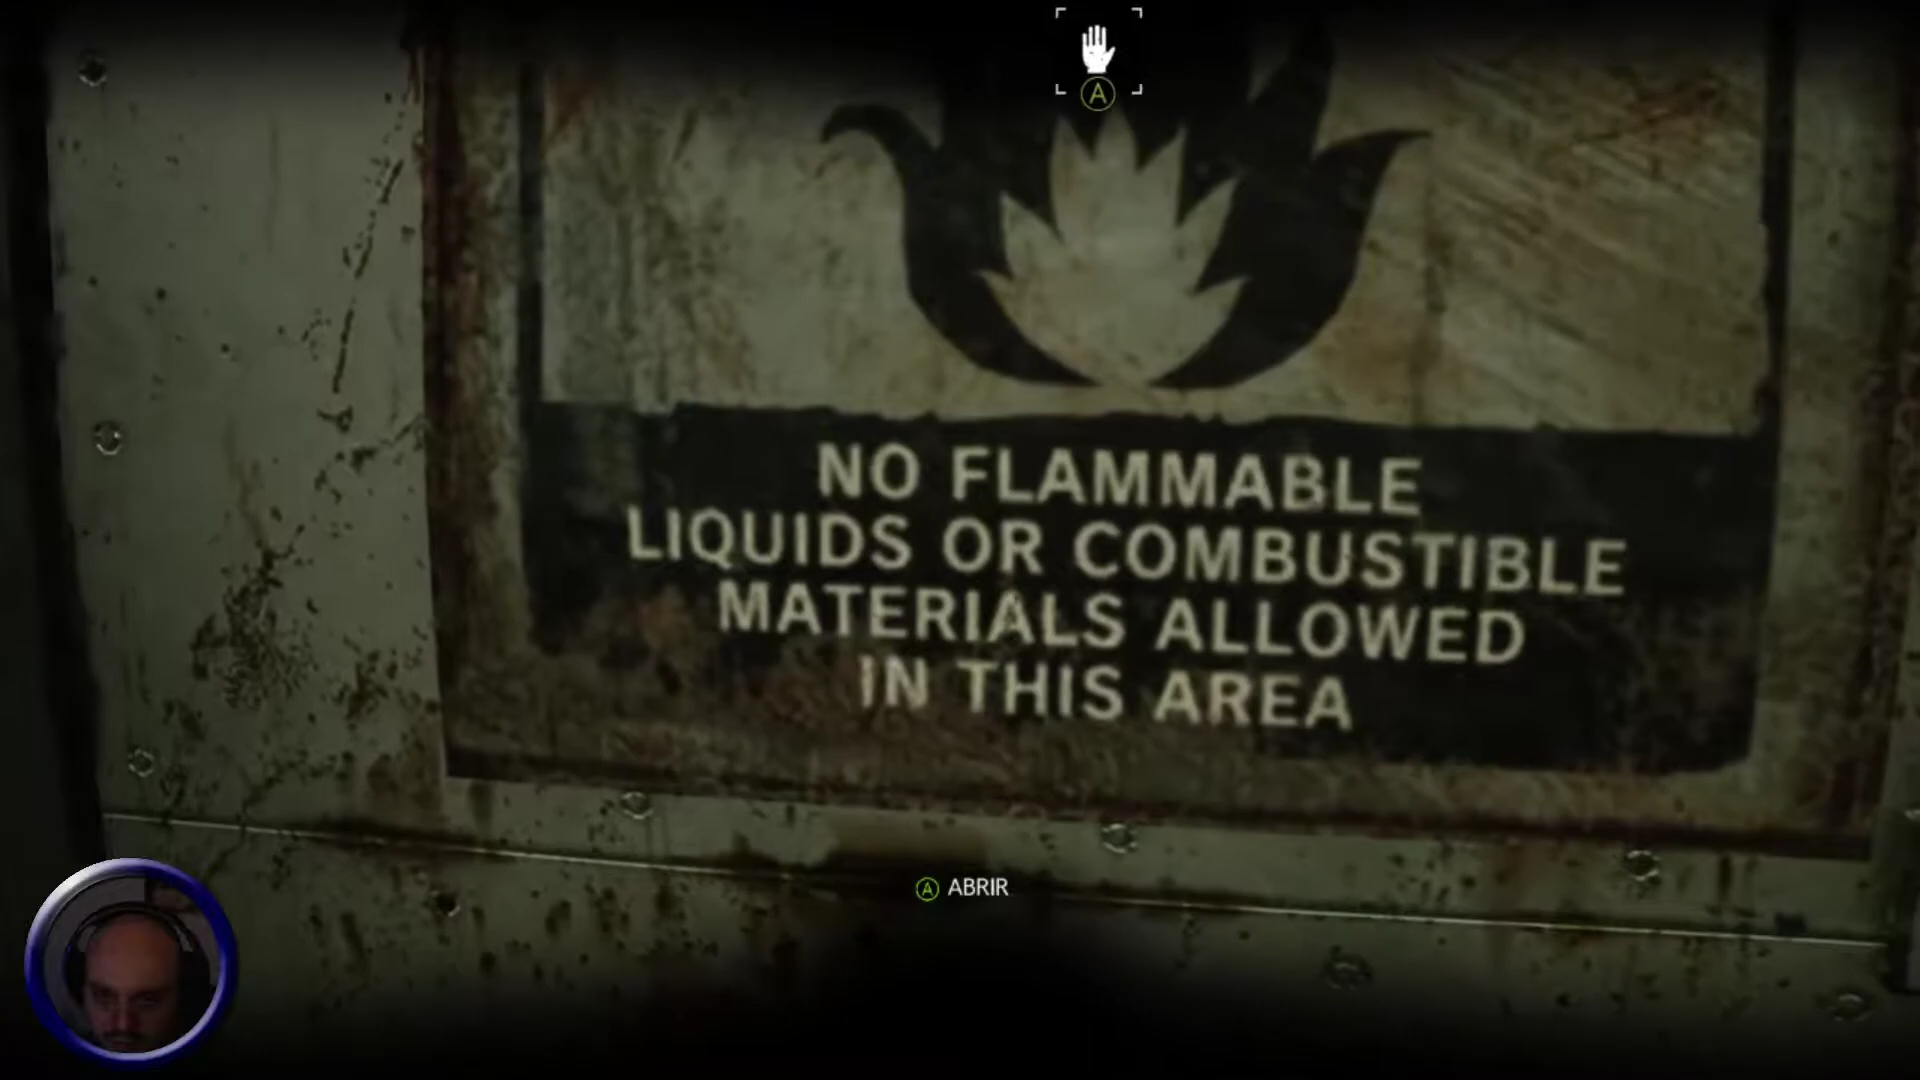 A
NO FLAMMABLE
LIQUIDS OR COMBUSTIBLE
MATERIALS ALLOWED
IN THIS AREA
A ABRIR